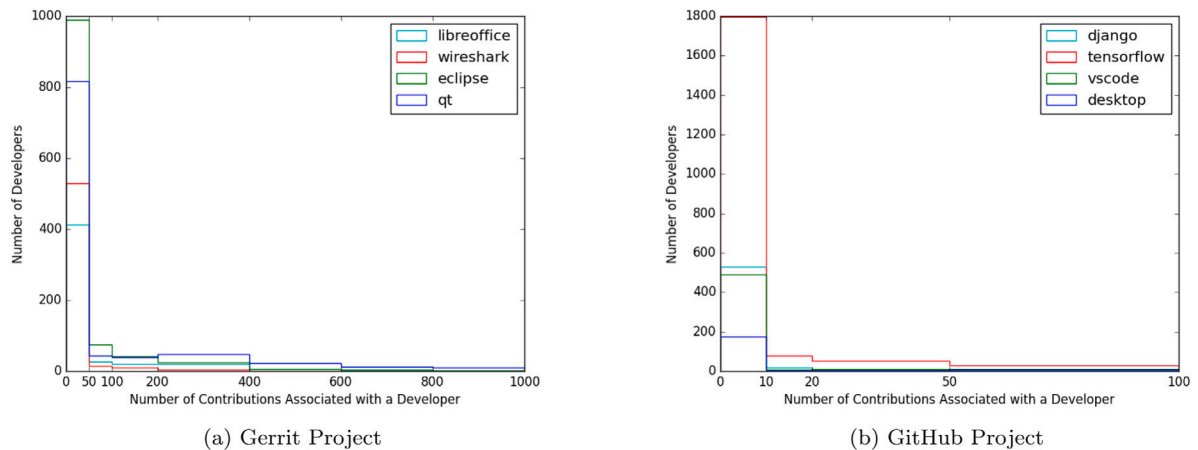 1000
800
600
400
200
0
Number of Developers
libreoffice
wireshark
eclipse
qt
0 50 100 200 400 600 800 1000
Number of Contributions Associated with a Developer
(a) Gerrit Project
1800
1600
1400
1200
1000
800
600
400
200
0
Number of Developers
django
tensorflow
vscode
desktop
0 10 20 50 100
Number of Contributions Associated with a Developer
(b) GitHub Project